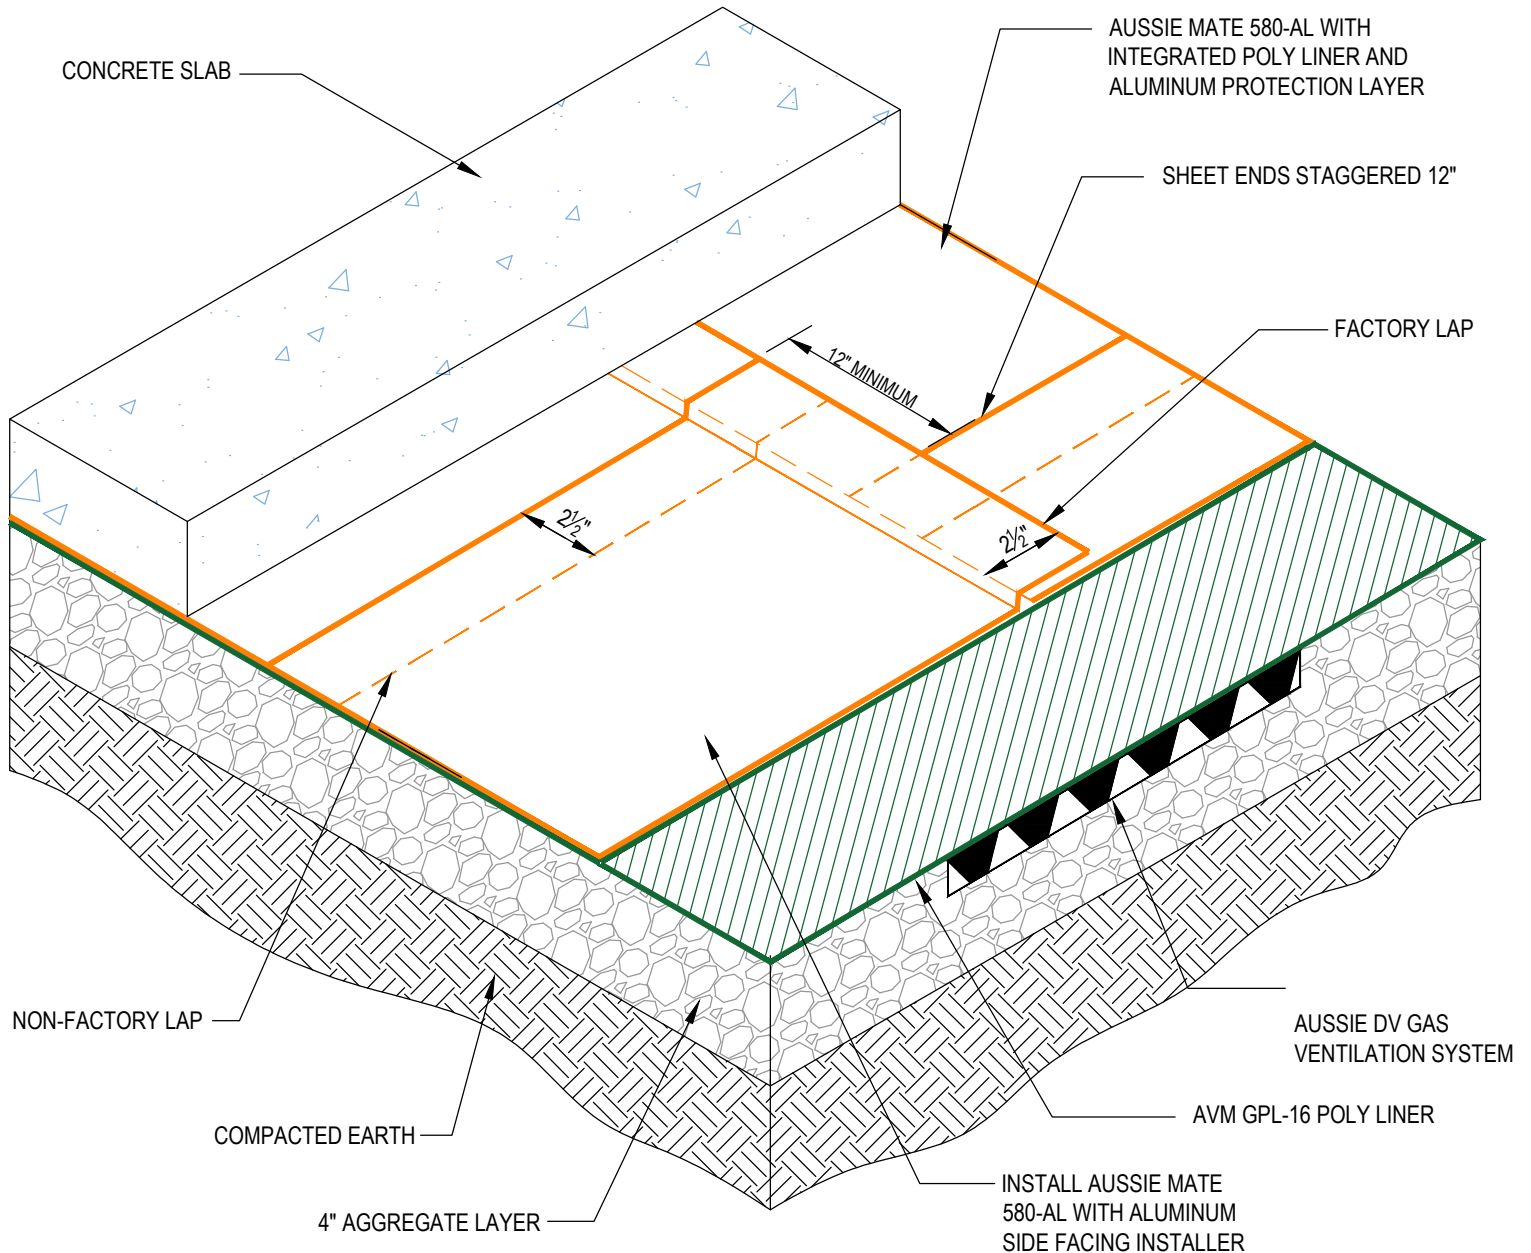 AUSSIE MATE 580-AL WITH
INTEGRATED POLY LINER AND
ALUMINUM PROTECTION LAYER
CONCRETE SLAB
SHEET ENDS STAGGERED 12"
FACTORY LAP
12" MINIMUM
2½"
2½"
NON-FACTORY LAP
AUSSIE DV GAS
VENTILATION SYSTEM
AVM GPL-16 POLY LINER
COMPACTED EARTH
INSTALL AUSSIE MATE
580-AL WITH ALUMINUM
SIDE FACING INSTALLER
4" AGGREGATE LAYER